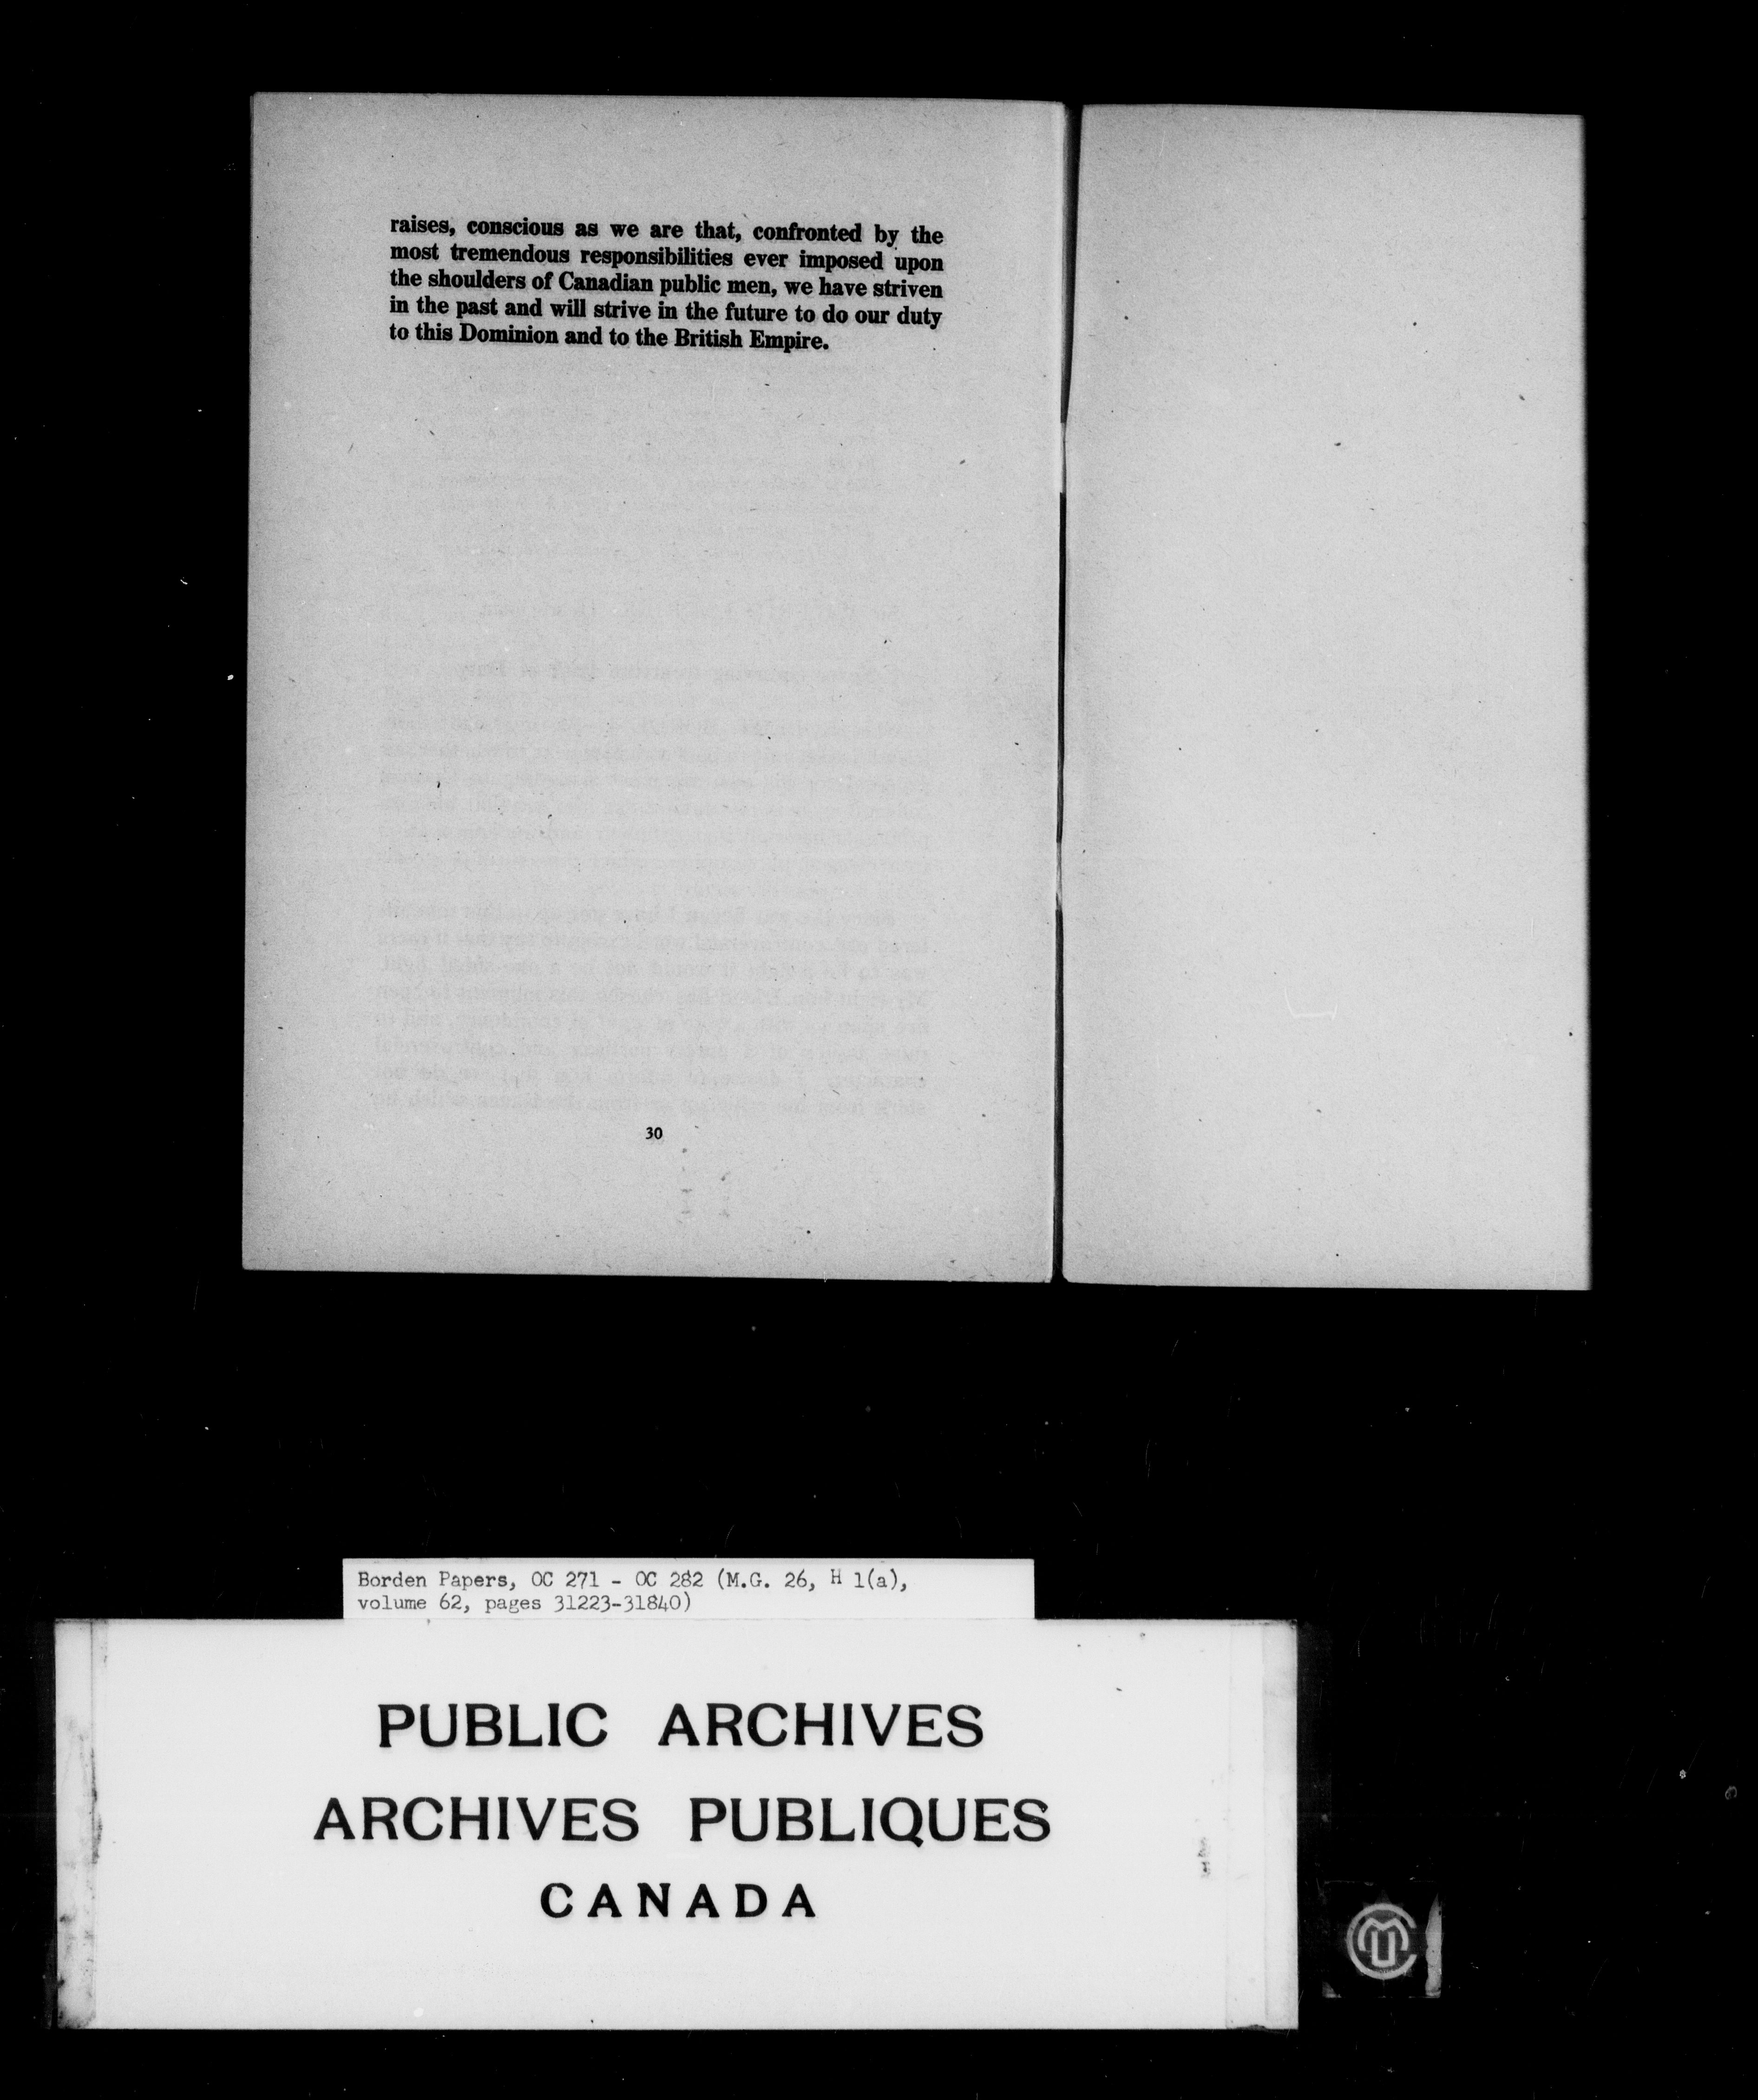 raises, conscious as we are that, confronted by the
most tremendous responsibilities ever imposed upon
the shoulders of Canadian public men, we have striven
in the past and will strive in the future to do our duty
to this Dominion and to the British Empire.
30
Borden Papers, OC 271 - OC 282 (M.G. 26, H 1(a),
volume 62, pages 31223-31840)
PUBLIC ARCHIVES
ARCHIVES PUBLIQUES
CANADA